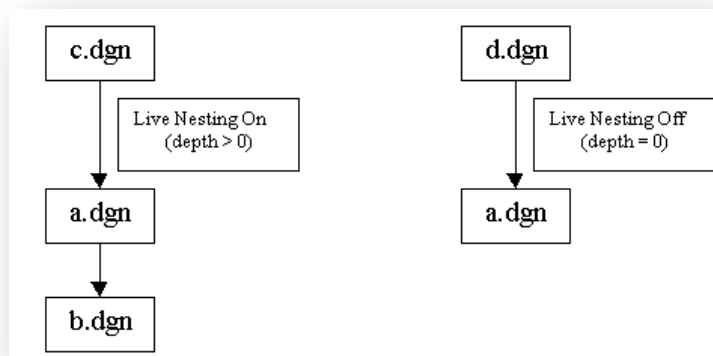 c.dgn
Live Nesting On
(depth > 0)
a.dgn
b.dgn
d.dgn
Live Nesting Off
(depth = 0)
a.dgn